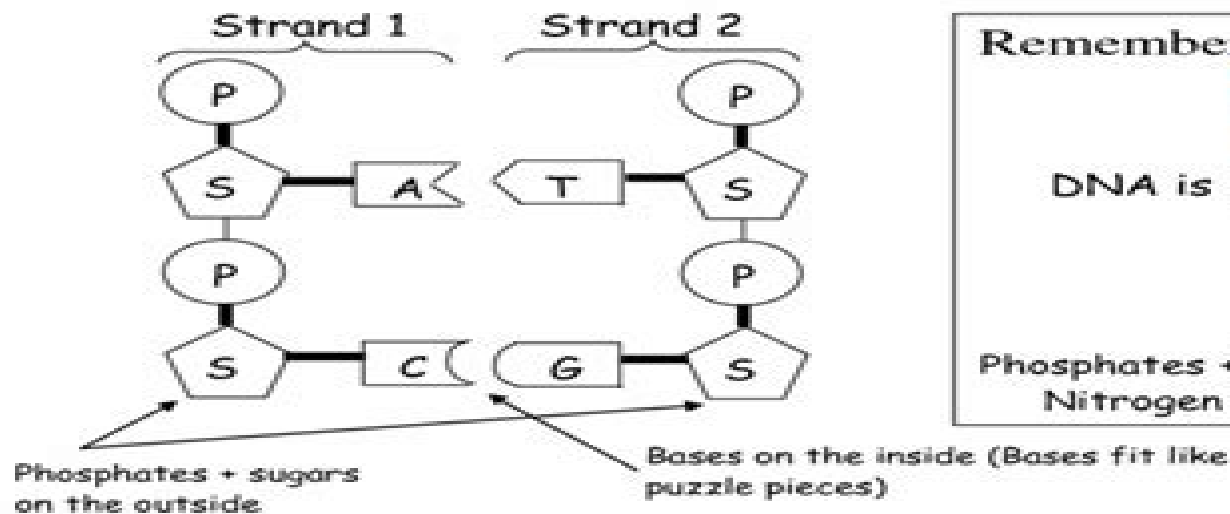 Strand 1
Strand 2
P
P
S
A
T
S
P
P
S
C
G
S
Phosphates + sugars
on the outside
Bases on the inside (Bases fit like
puzzle pieces)
Remembe
DNA is
Phosphates +
Nitrogen